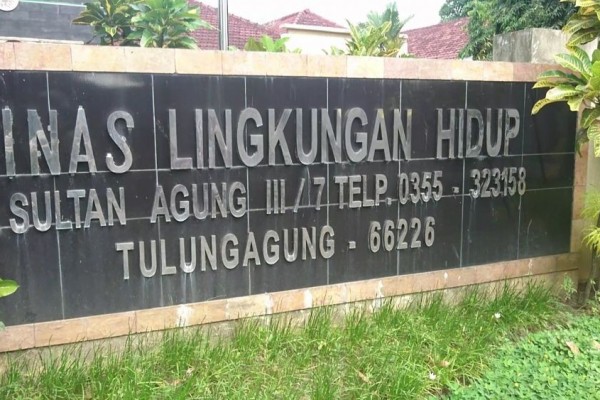 INAS LINGKUNGAN HIDUP
SULTAN AGUNG III/7 TELP. 0355 - 323158
TULUNGAGUNG - 66226